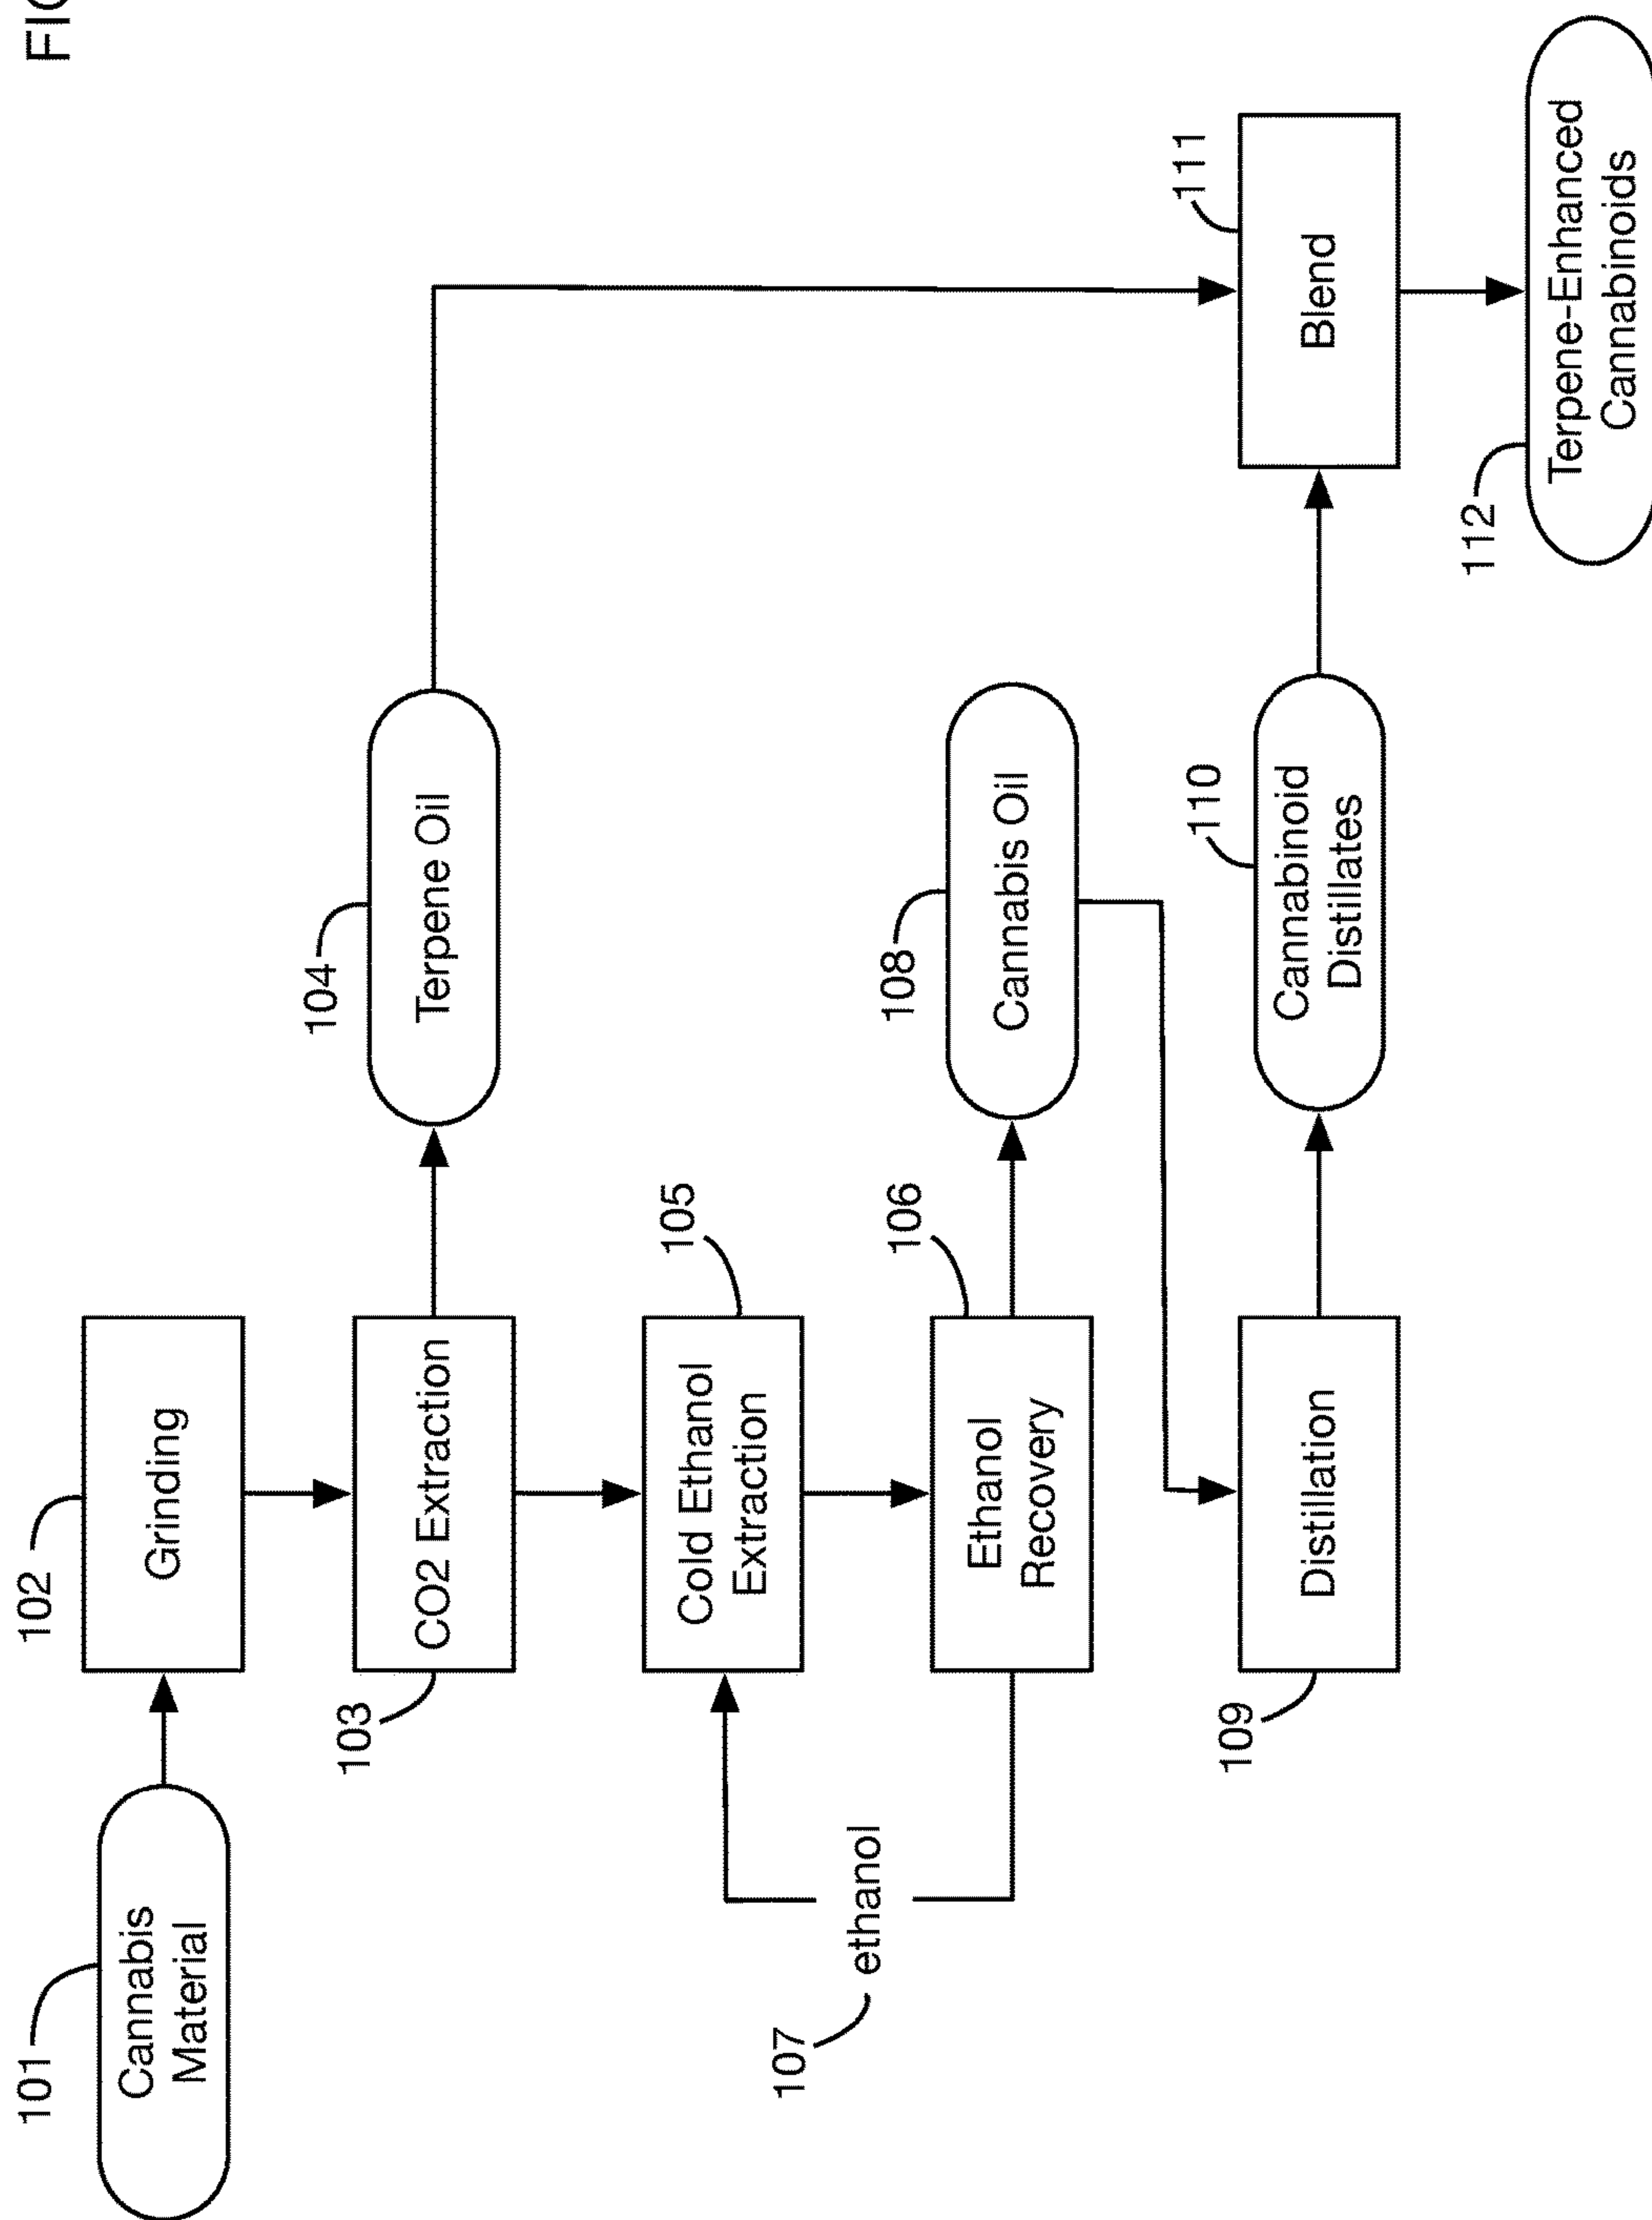 FIG
101
Cannabis
Material
102
Grinding
103
CO2 Extraction
104
Terpene Oil
Cold Ethanol
Extraction
105
107
ethanol
Ethanol
Recovery
106
108
Cannabis Oil
109
Distillation
110
Cannabinoid
Distillates
111
Blend
112
Terpene-Enhanced
Cannabinoids